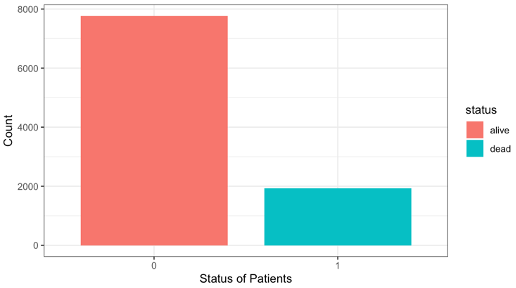 8000
6000
4000
2000
0
Count
0 1
Status of Patients
status
alive
dead